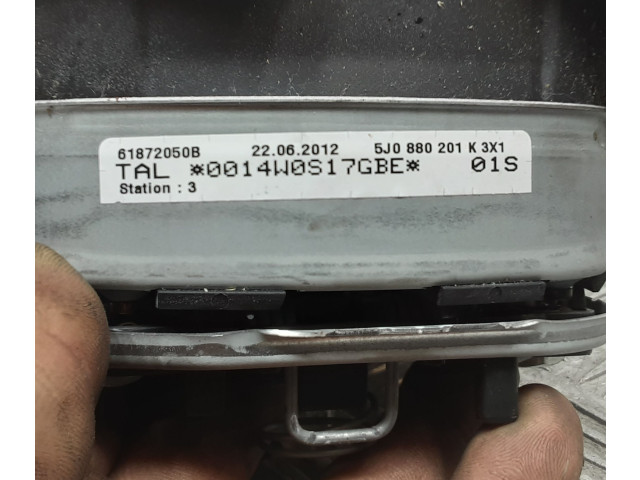 61872050B 22.06.2012 5J0 880 201 K 3X1
TAL *0014W0S17GBE* 01S
Station : 3